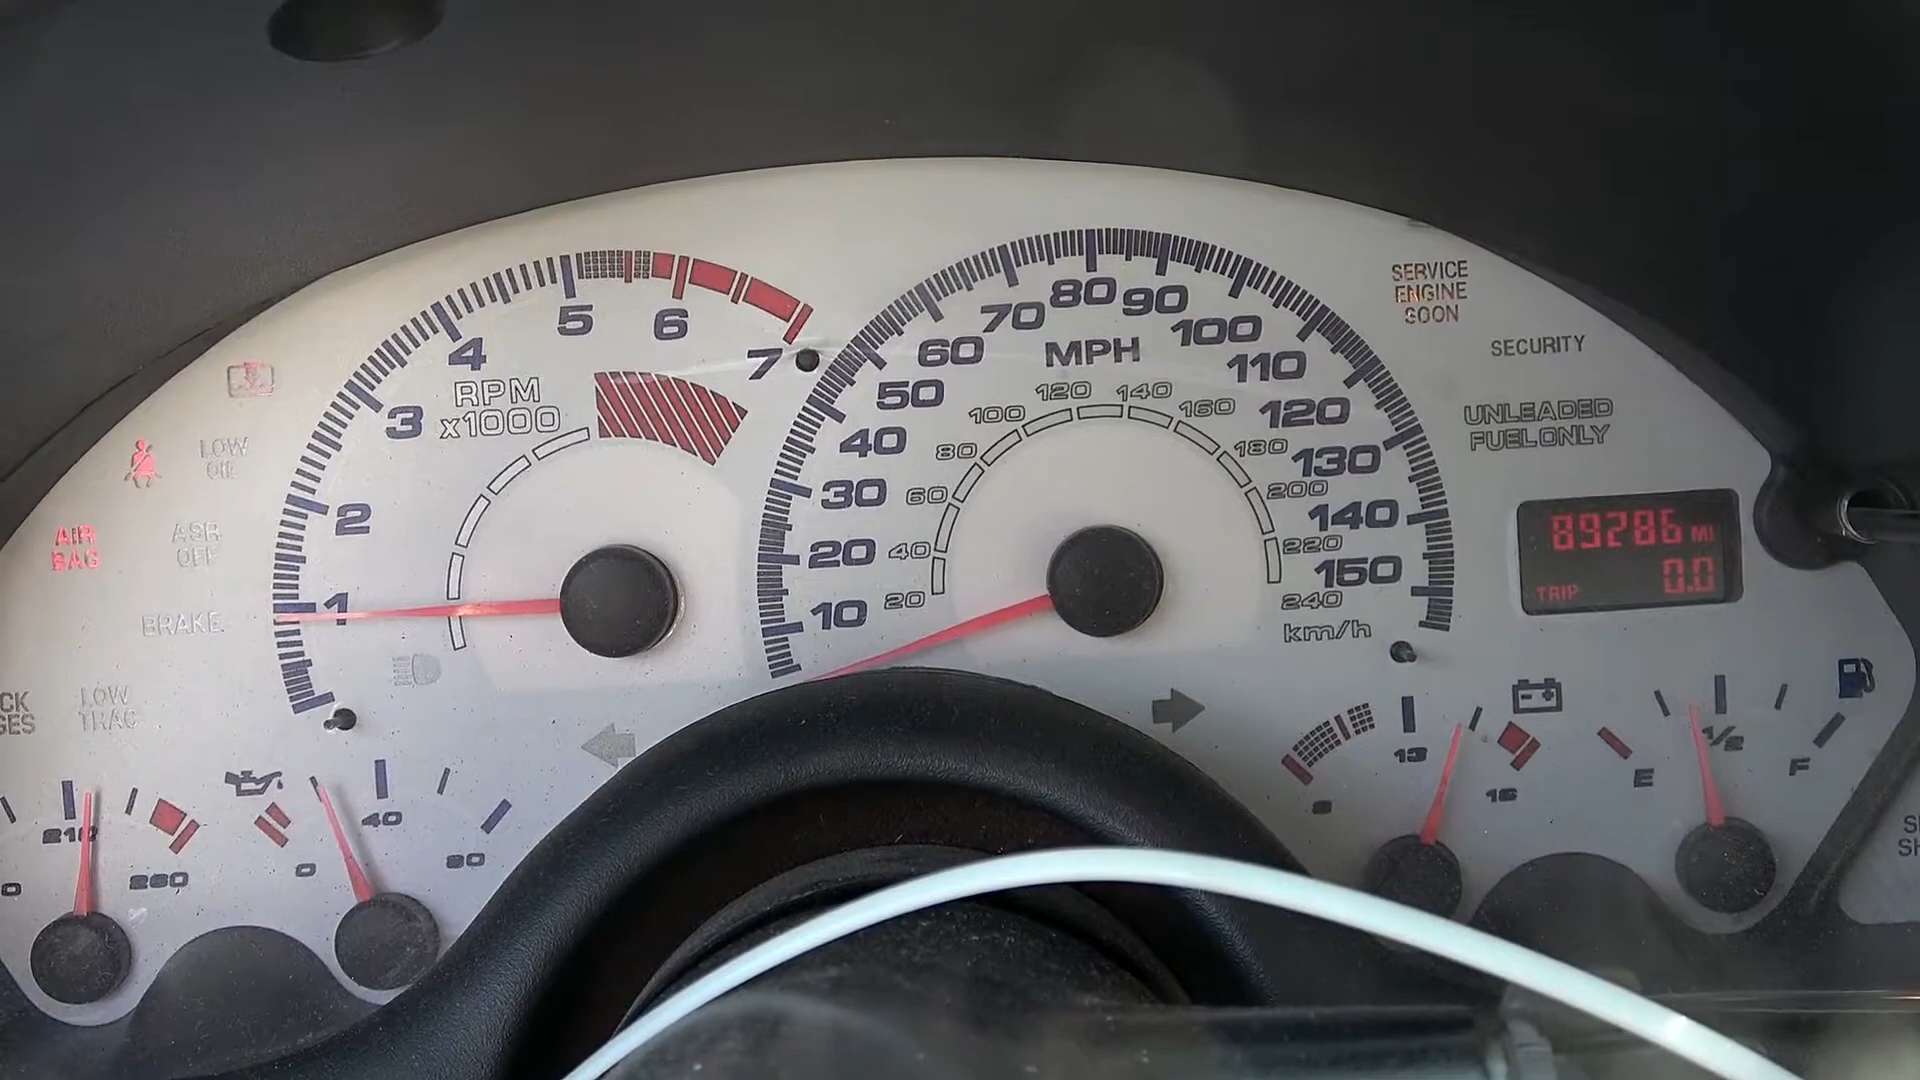 5
6
7
4
3
2
1
RPM
x1000
80
70
90
60
100
50
110
40
120
30
130
20
140
10
150
MPH
120
140
100
160
80
180
60
200
40
220
20
240
km/h
SERVICE
ENGINE
SOON
SECURITY
UNLEADED
FUEL ONLY
89286 MI
TRIP 0.0
LOW
OIL
AIR
BAG
ASR
OFF
BRAKE
LOW
TRAC
210
260
0
40
80
13
16
E
1/2
F